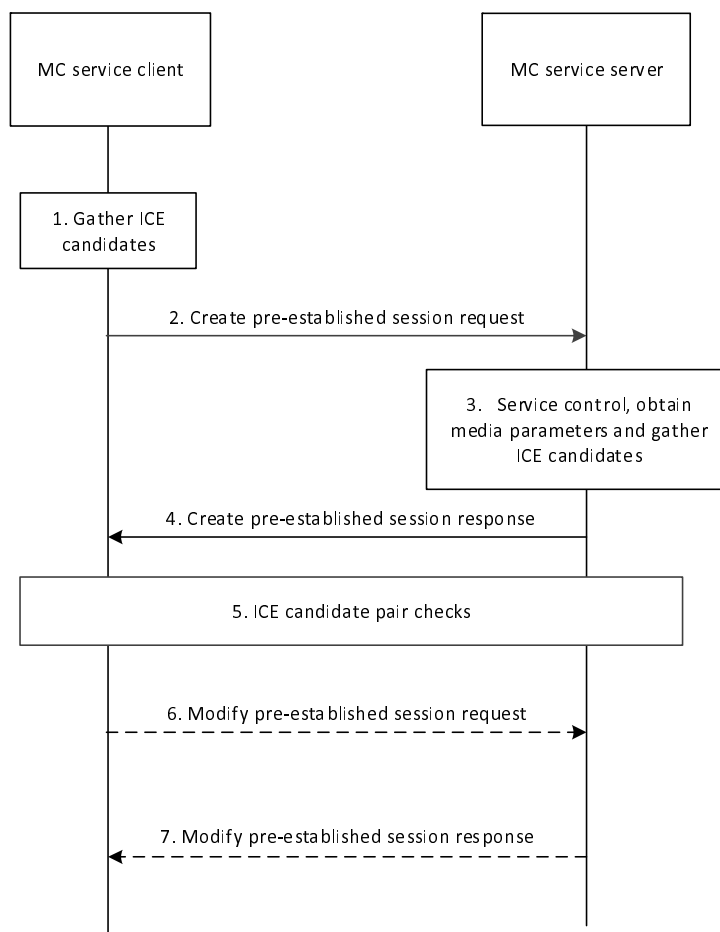 MC service client
MC service server
1. Gather ICE
candidates
2. Create pre-established session request
3. Service control, obtain
media parameters and gather
ICE candidates
4. Create pre-established session response
5. ICE candidate pair checks
6. Modify pre-established session request
7. Modify pre-established session response